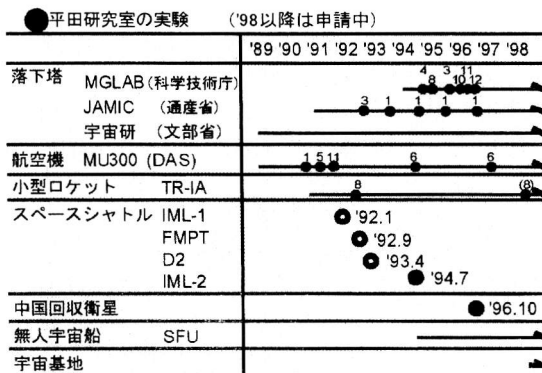 ●平田研究室の実験 ('98以降は申請中)
'89 '90 '91 '92 '93 '94 '95 '96 '97 '98
落下塔 MGLAB(科学技術庁) 4 8 3 10 11 12
JAMIC (通産省) 3 1 1 1 1
宇宙研 (文部省)
航空機 MU300 (DAS) 1 5 11 6 6
小型ロケット TR-IA 8 (8)
スペースシャトル IML-1 '92.1
FMPT '92.9
D2 '93.4
IML-2 '94.7
中国回収衛星 '96.10
無人宇宙船 SFU
宇宙基地